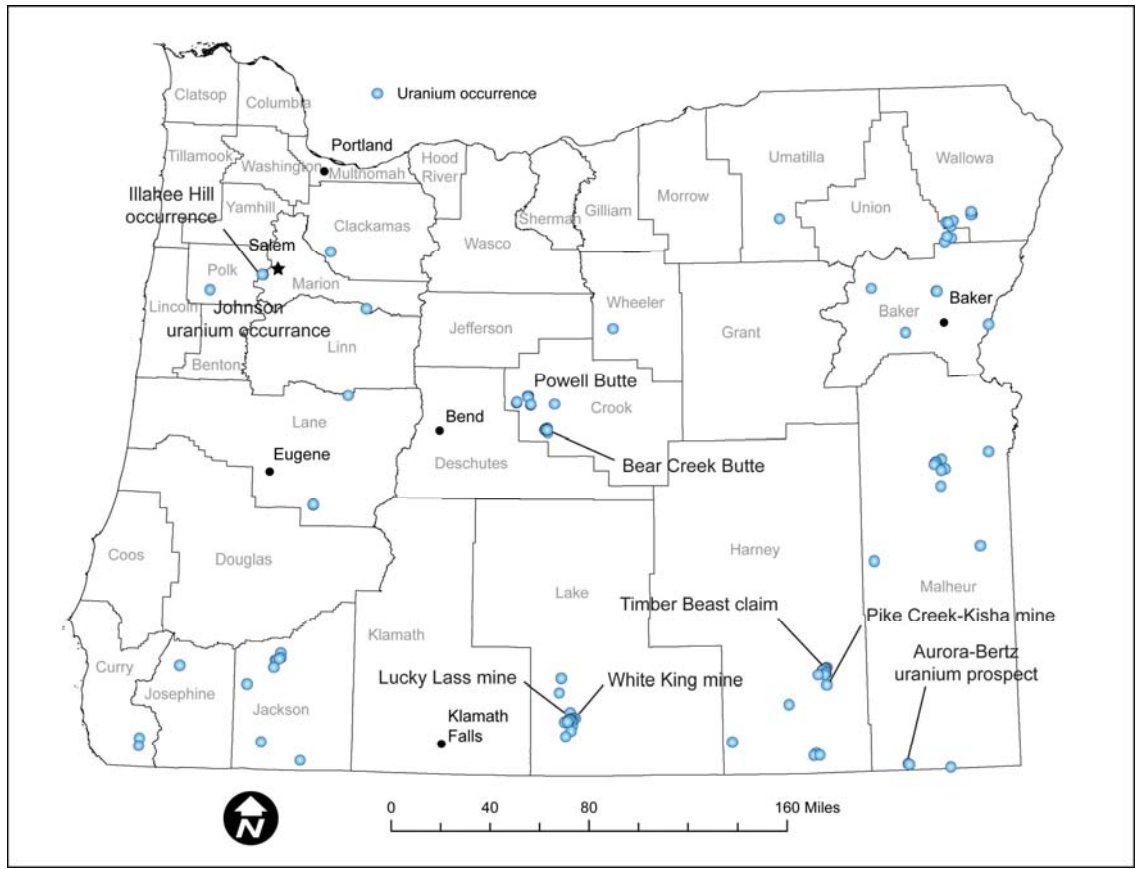 Clatsop
Columbia
Uranium occurrence
Portland
Tillamook
Washington
Multnomah
Hood
River
Umatilla
Wallowa
Illahee Hill
occurrence
Yamhill
Clackamas
Sherman
Gilliam
Morrow
Union
Wasco
Salem
Polk
Marion
Lincoln
Johnson
uranium occurrance
Jefferson
Wheeler
Grant
Baker
Baker
Linn
Benton
Powell Butte
Crook
Lane
Bend
Eugene
Deschutes
Bear Creek Butte
Coos
Douglas
Harney
Malheur
Lake
Timber Beast claim
Pike Creek-Kisha mine
Klamath
Curry
Josephine
Jackson
Lucky Lass mine
White King mine
Aurora-Bertz
uranium prospect
Klamath
Falls
N
0 40 80 160 Miles